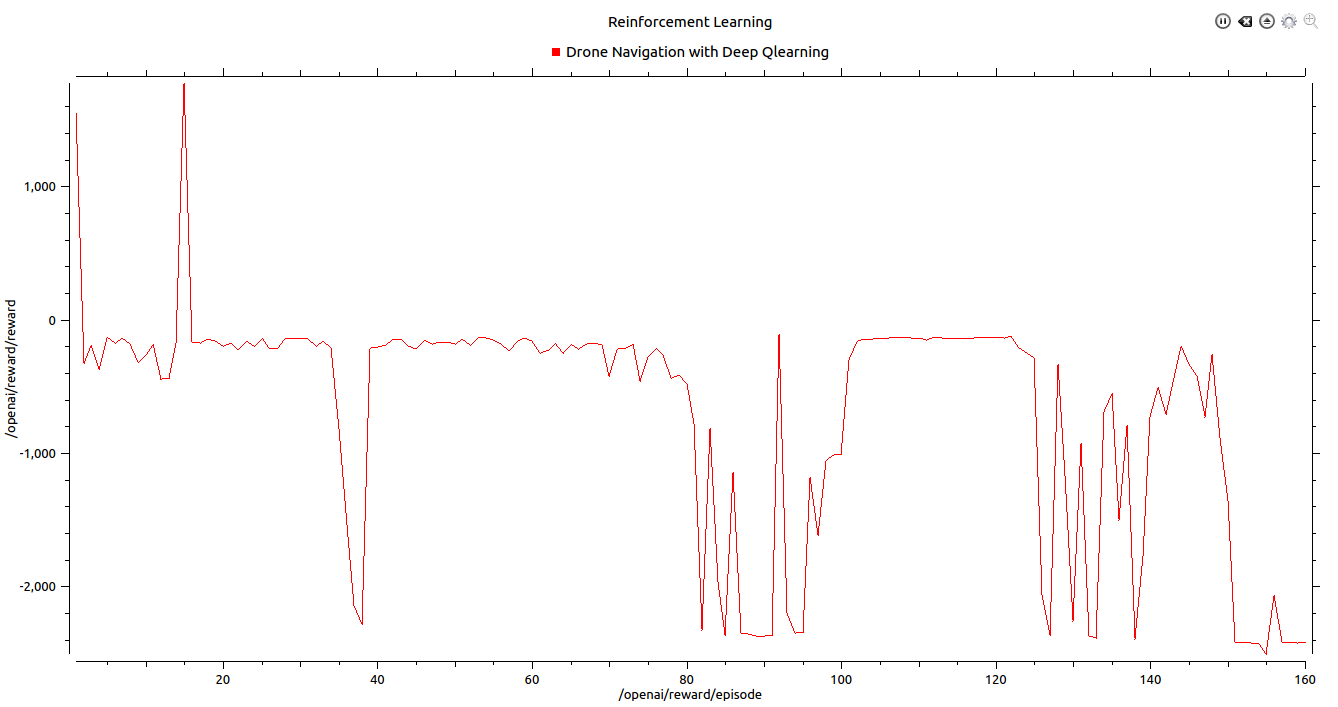 Reinforcement Learning
Drone Navigation with Deep Qlearning
1,000
0
-1,000
-2,000
/openai/reward/reward
20 40 60 80 100 120 140 160
/openai/reward/episode